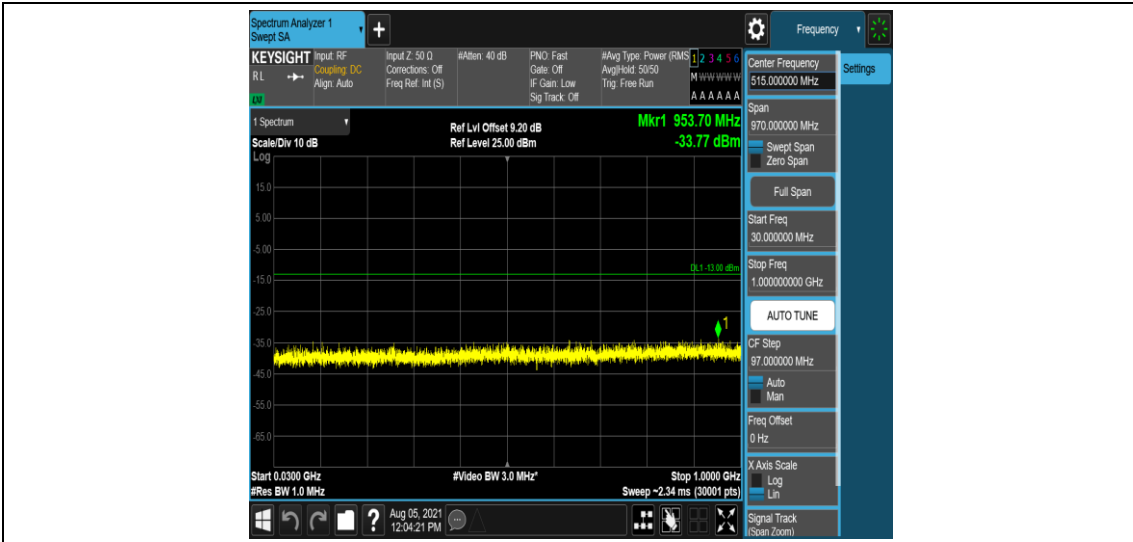 Spectrum Analyzer 1
Swept SA
Frequency
KEYSIGHT
RL
LXI
Input: RF
Coupling: DC
Align: Auto
Input Z: 50 Ω
Corrections: Off
Freq Ref: Int (S)
#Atten: 40 dB
PNO: Fast
Gate: Off
IF Gain: Low
Sig Track: Off
#Avg Type: Power (RMS
Avg|Hold: 50/50
Trig: Free Run
1 2 3 4 5 6
M W W W W W
A A A A A A
1 Spectrum
Scale/Div 10 dB
Log
Ref Lvl Offset 9.20 dB
Ref Level 25.00 dBm
Mkr1 953.70 MHz
-33.77 dBm
15.0
5.00
-5.00
-15.0
-25.0
-35.0
-45.0
-55.0
-65.0
DL1 -13.00 dBm
1
Start 0.0300 GHz
#Res BW 1.0 MHz
#Video BW 3.0 MHz*
Stop 1.0000 GHz
Sweep ~2.34 ms (30001 pts)
?
Aug 05, 2021
12:04:21 PM
Center Frequency
515.000000 MHz
Settings
Span
970.000000 MHz
Swept Span
Zero Span
Full Span
Start Freq
30.000000 MHz
Stop Freq
1.000000000 GHz
AUTO TUNE
CF Step
97.000000 MHz
Auto
Man
Freq Offset
0 Hz
X Axis Scale
Log
Lin
Signal Track
(Span Zoom)